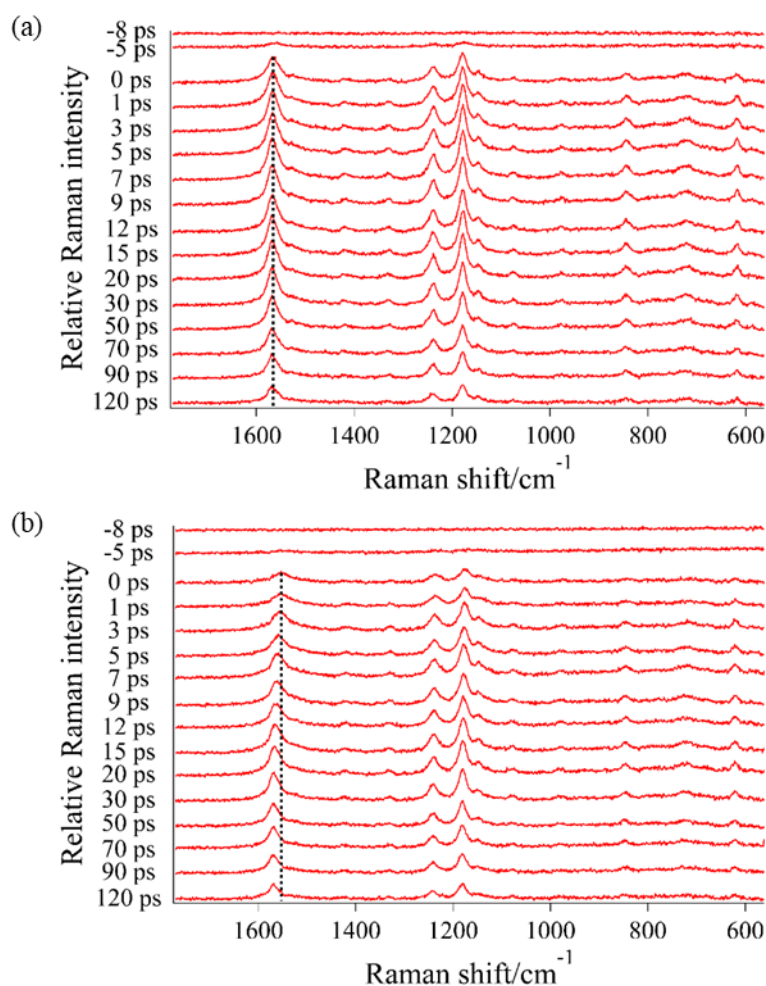 (a)
Relative Raman intensity
-8 ps
-5 ps
0 ps
1 ps
3 ps
5 ps
7 ps
9 ps
12 ps
15 ps
20 ps
30 ps
50 ps
70 ps
90 ps
120 ps
1600 1400 1200 1000 800 600
Raman shift/cm-1
(b)
Relative Raman intensity
-8 ps
-5 ps
0 ps
1 ps
3 ps
5 ps
7 ps
9 ps
12 ps
15 ps
20 ps
30 ps
50 ps
70 ps
90 ps
120 ps
1600 1400 1200 1000 800 600
Raman shift/cm-1